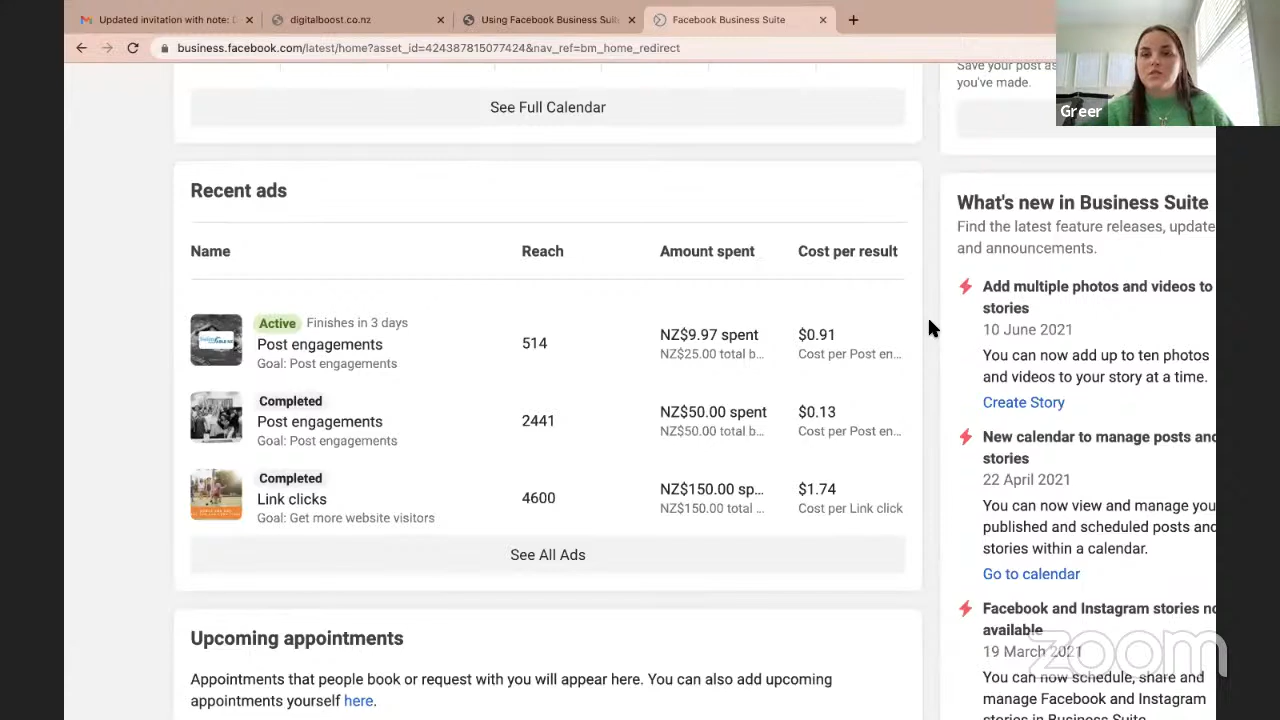 Updated invitation with note:
digitalboost.co.nz
Using Facebook Business Suite
Facebook Business Suite
business.facebook.com/latest/home?asset_id=424387815077424&nav_ref=bm_home_redirect
Greer
See Full Calendar
Save your post as
you've made.
Recent ads
Name Reach Amount spent Cost per result
Active Finishes in 3 days
Post engagements
Goal: Post engagements
514
NZ$9.97 spent
NZ$25.00 total b...
$0.91
Cost per Post en...
Completed
Post engagements
Goal: Post engagements
2441
NZ$50.00 spent
NZ$50.00 total b...
$0.13
Cost per Post en...
Completed
Link clicks
Goal: Get more website visitors
4600
NZ$150.00 sp...
NZ$150.00 total ...
$1.74
Cost per Link click
See All Ads
Upcoming appointments
Appointments that people book or request with you will appear here. You can also add upcoming
appointments yourself here.
What's new in Business Suite
Find the latest feature releases, update
and announcements.
Add multiple photos and videos to
stories
10 June 2021
You can now add up to ten photos
and videos to your story at a time.
Create Story
New calendar to manage posts and
stories
22 April 2021
You can now view and manage you
published and scheduled posts and
stories within a calendar.
Go to calendar
Facebook and Instagram stories no
available
19 March 2021
You can now schedule, share and
manage Facebook and Instagram
stories in Business Suite
zoom